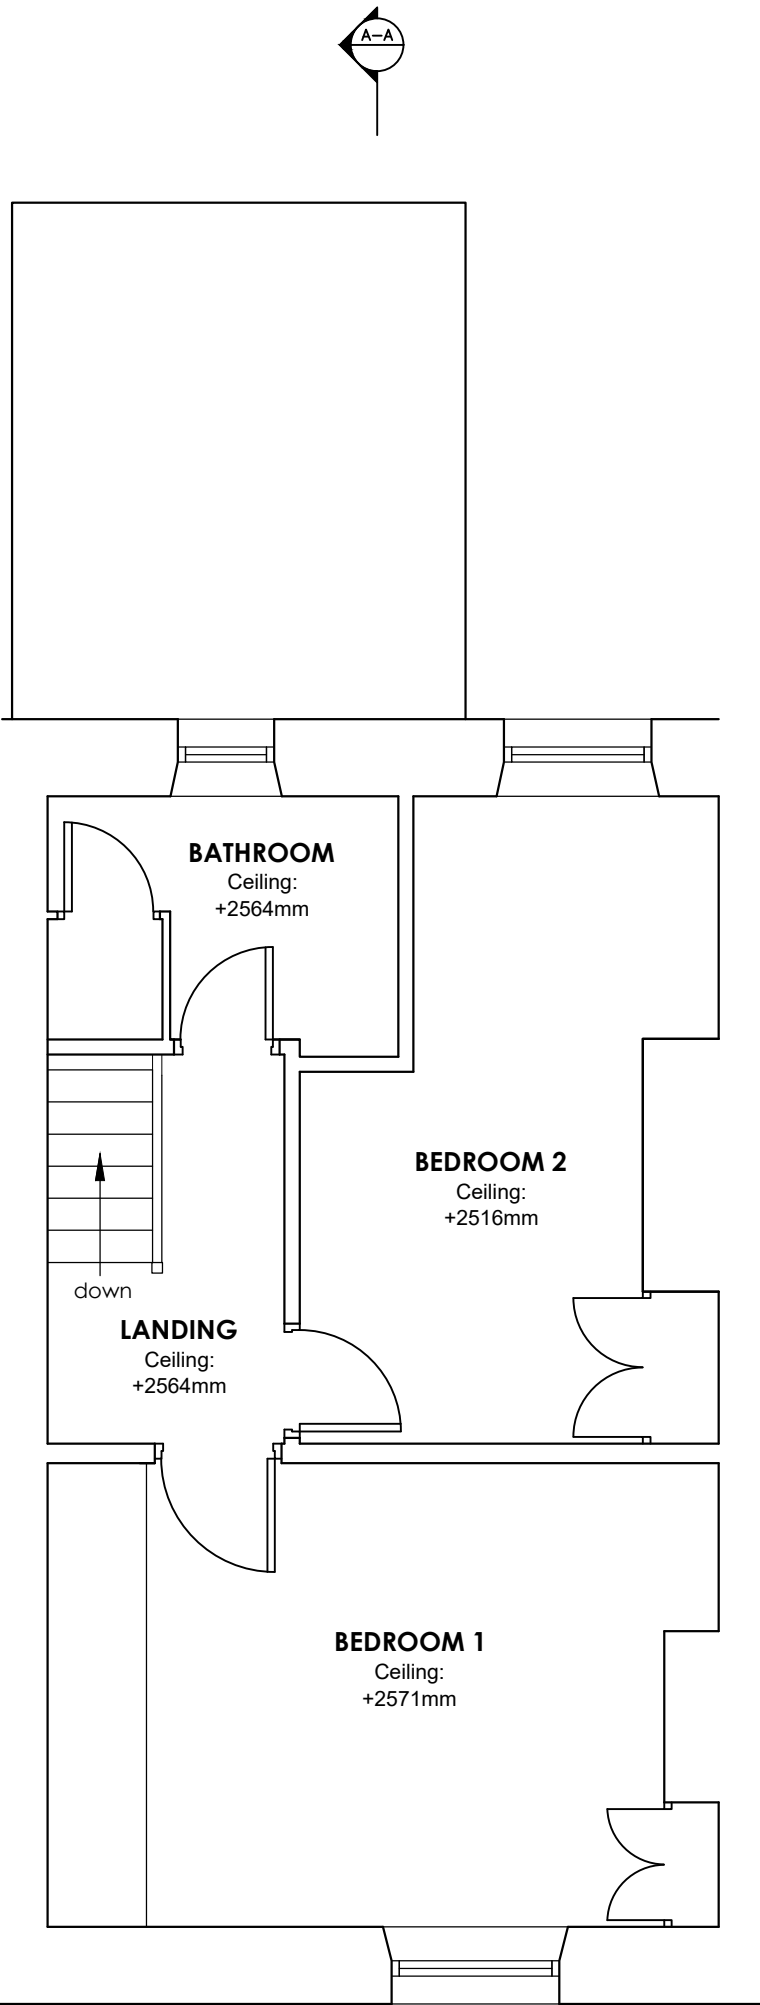 A-A
BATHROOM
Ceiling:
+2564mm
BEDROOM 2
Ceiling:
+2516mm
down
LANDING
Ceiling:
+2564mm
BEDROOM 1
Ceiling:
+2571mm